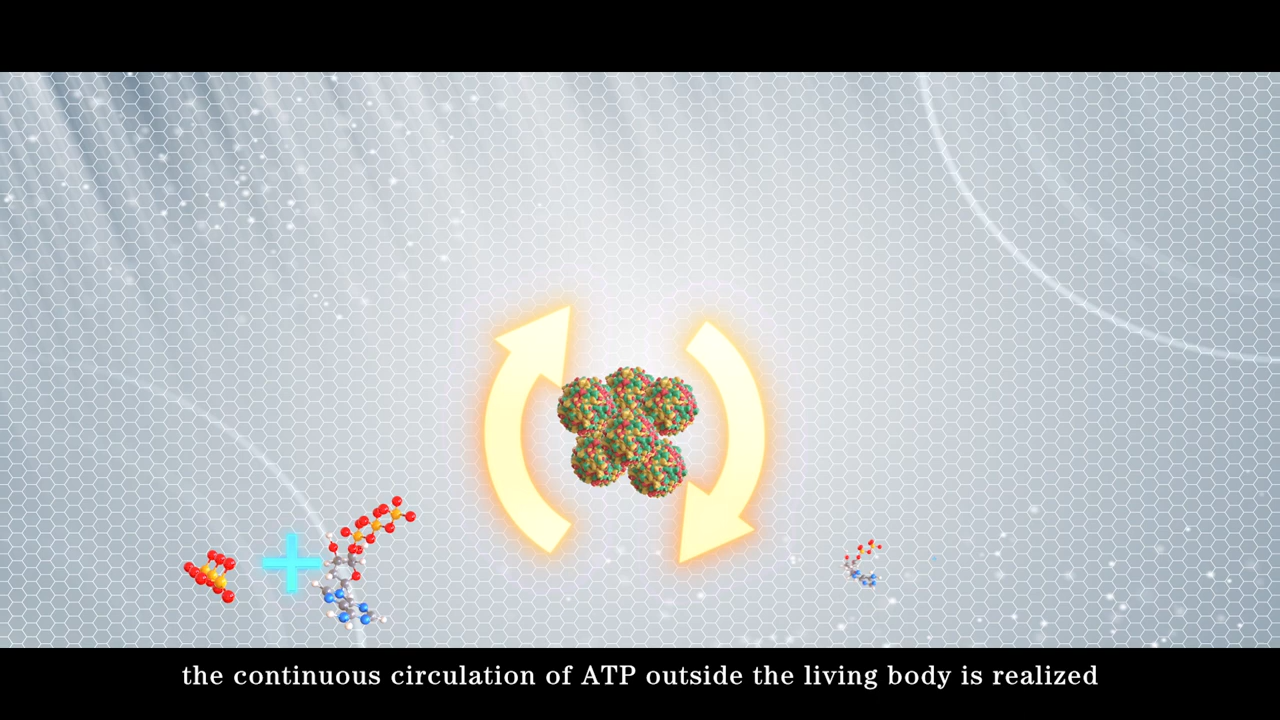 the continuous circulation of ATP outside the living body is realized